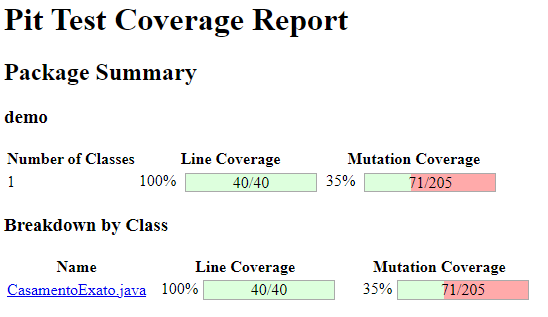 Pit Test Coverage Report
Package Summary
demo
Number of Classes Line Coverage Mutation Coverage
1 100% 40/40 35% 71/205
Breakdown by Class
Name Line Coverage Mutation Coverage
CasamentoExato.java 100% 40/40 35% 71/205